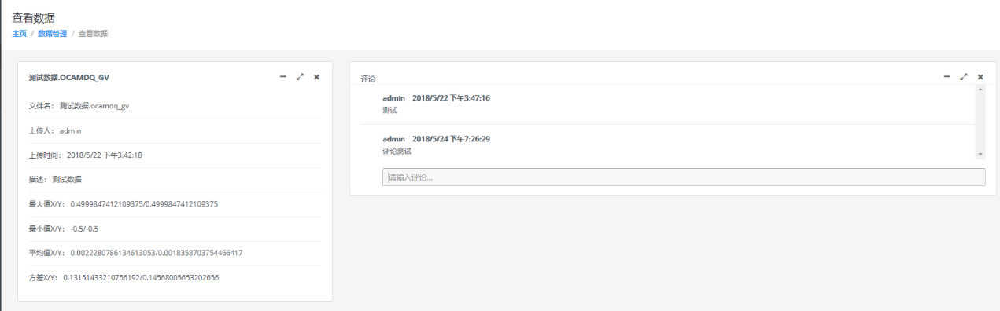 查看数据
主页 / 数据管理 / 查看数据
测试数据.OCAMDQ_GV
文件名： 测试数据.ocamdq_gv
上传人： admin
上传时间： 2018/5/22 下午3:42:18
描述： 测试数据
最大值X/Y： 0.4999847412109375/0.4999847412109375
最小值X/Y： -0.5/-0.5
平均值X/Y： 0.0022280786134613053/0.0018358703754466417
方差X/Y： 0.13151433210756192/0.14568005653202656
评论
admin 2018/5/22 下午3:47:16
测试
admin 2018/5/24 下午7:26:29
评论测试
请输入评论...